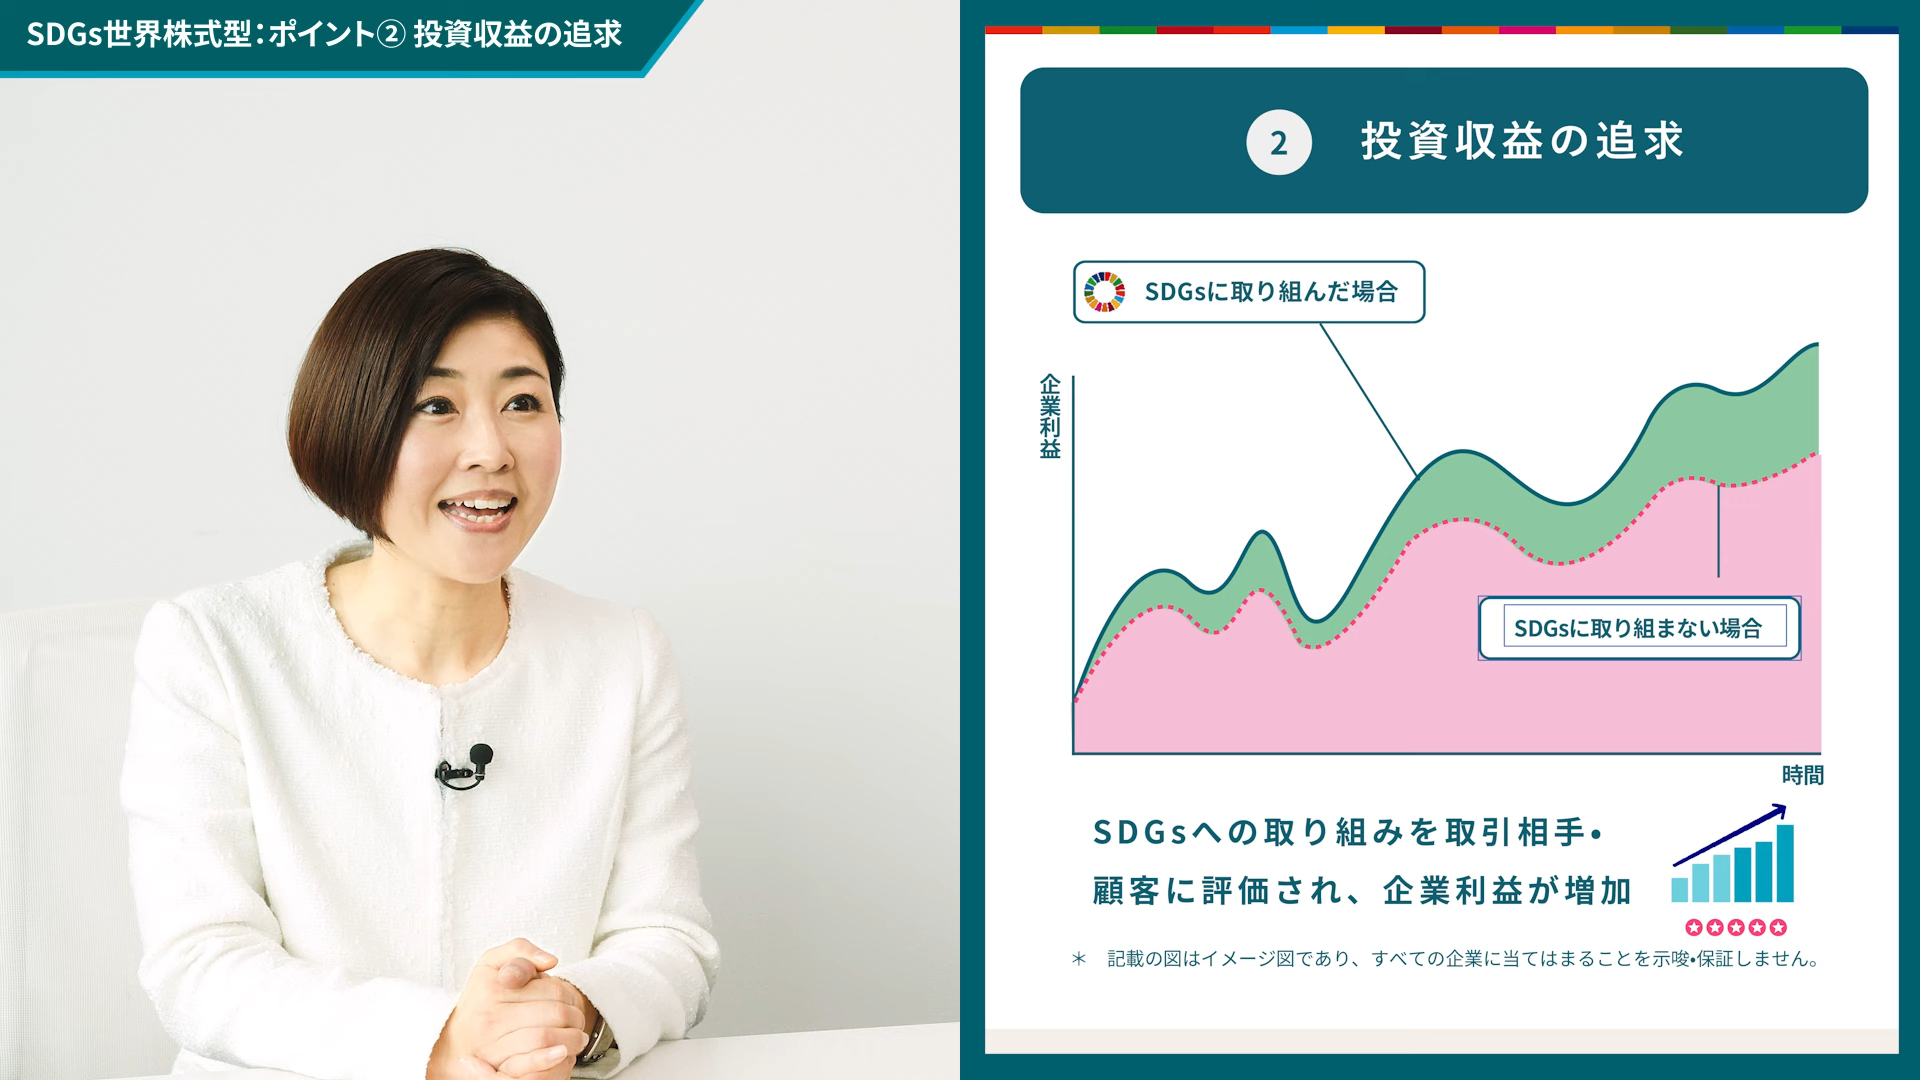 SDGs世界株式型：ポイント② 投資収益の追求
2 投資収益の追求
SDGsに取り組んだ場合
企業利益
SDGsに取り組まない場合
時間
SDGsへの取り組みを取引相手・
顧客に評価され、企業利益が増加
＊ 記載の図はイメージ図であり、すべての企業に当てはまることを示唆・保証しません。